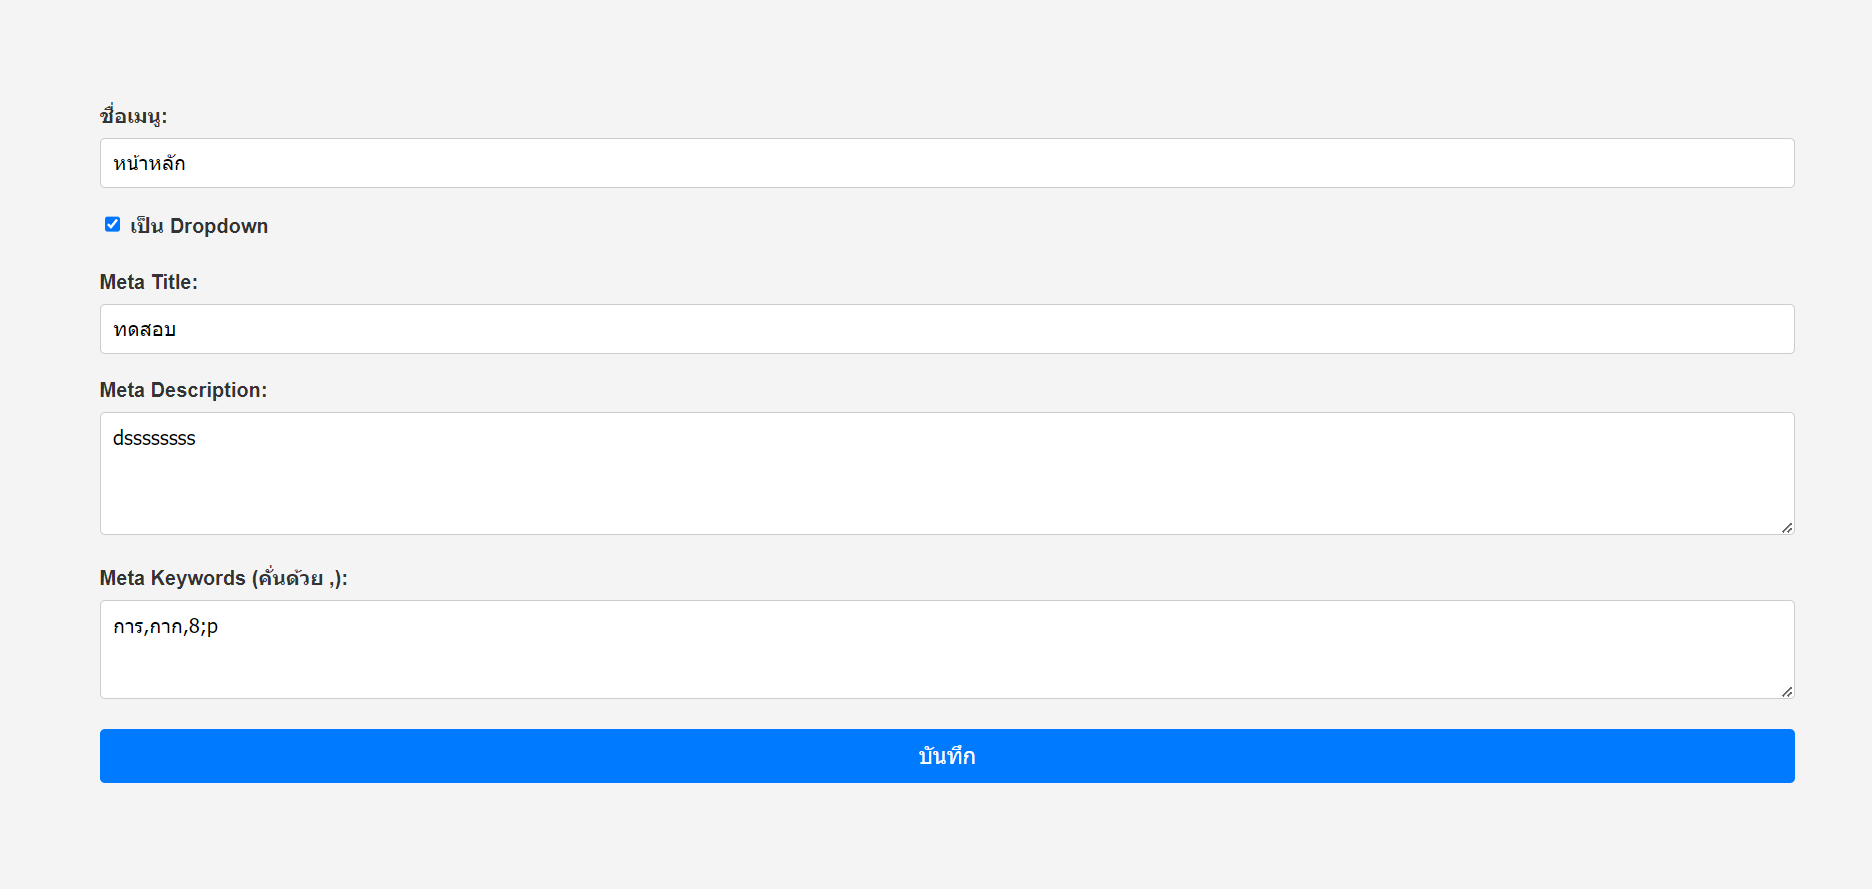 ชื่อเมนู:
หน้าหลัก
เป็น Dropdown
Meta Title:
ทดสอบ
Meta Description:
dssssssss
Meta Keywords (คั่นด้วย ,):
การ,กาก,8;p
บันทึก